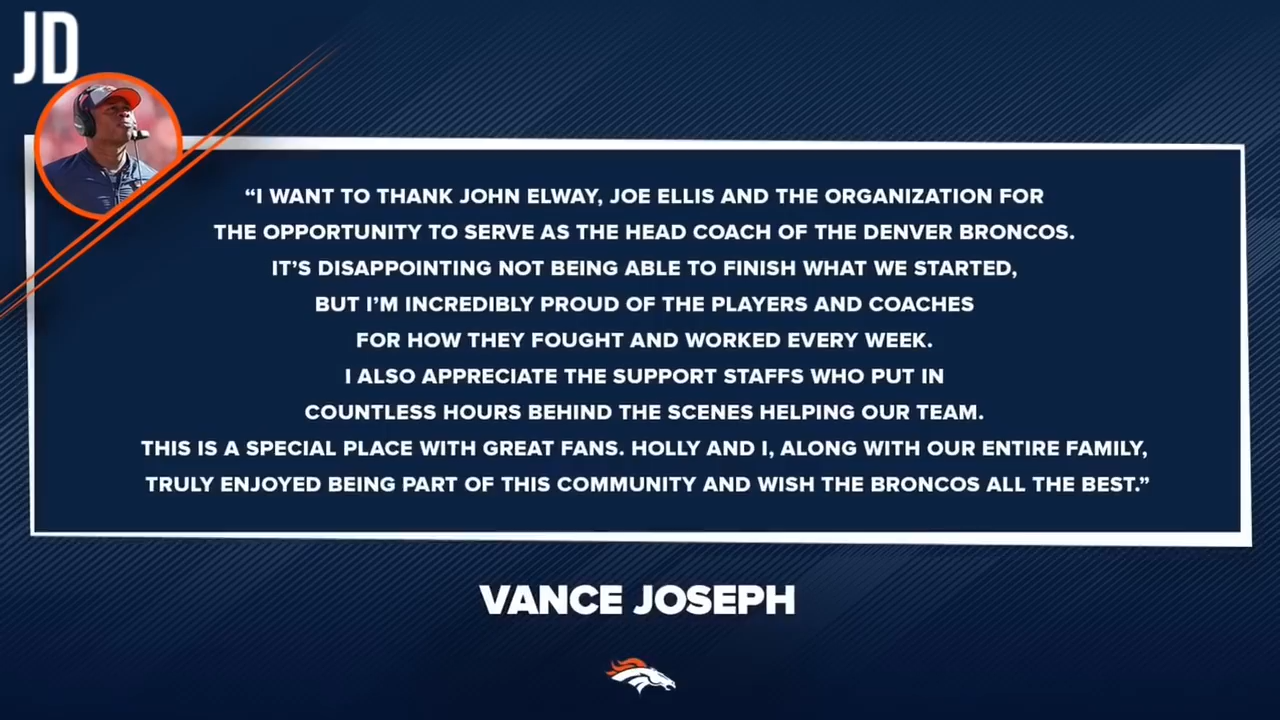 JD
“I WANT TO THANK JOHN ELWAY, JOE ELLIS AND THE ORGANIZATION FOR
THE OPPORTUNITY TO SERVE AS THE HEAD COACH OF THE DENVER BRONCOS.
IT’S DISAPPOINTING NOT BEING ABLE TO FINISH WHAT WE STARTED,
BUT I’M INCREDIBLY PROUD OF THE PLAYERS AND COACHES
FOR HOW THEY FOUGHT AND WORKED EVERY WEEK.
I ALSO APPRECIATE THE SUPPORT STAFFS WHO PUT IN
COUNTLESS HOURS BEHIND THE SCENES HELPING OUR TEAM.
THIS IS A SPECIAL PLACE WITH GREAT FANS. HOLLY AND I, ALONG WITH OUR ENTIRE FAMILY,
TRULY ENJOYED BEING PART OF THIS COMMUNITY AND WISH THE BRONCOS ALL THE BEST.”
VANCE JOSEPH